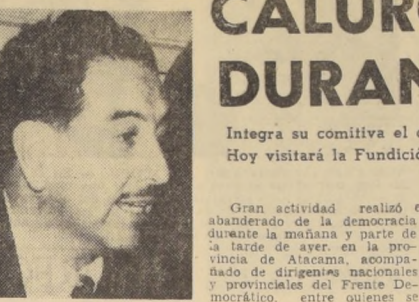 CALURO
DURAN
Integra su comitiva el
Hoy visitará la Fundició
Gran actividad realizó e
abanderado de la democracia
durante la mañana y parte de
la tarde de ayer, en la pro-
vincia de Atacama, acompa-
ñado de dirigentes nacionales
y provinciales del Frente De-
mocrático, entre quienes se